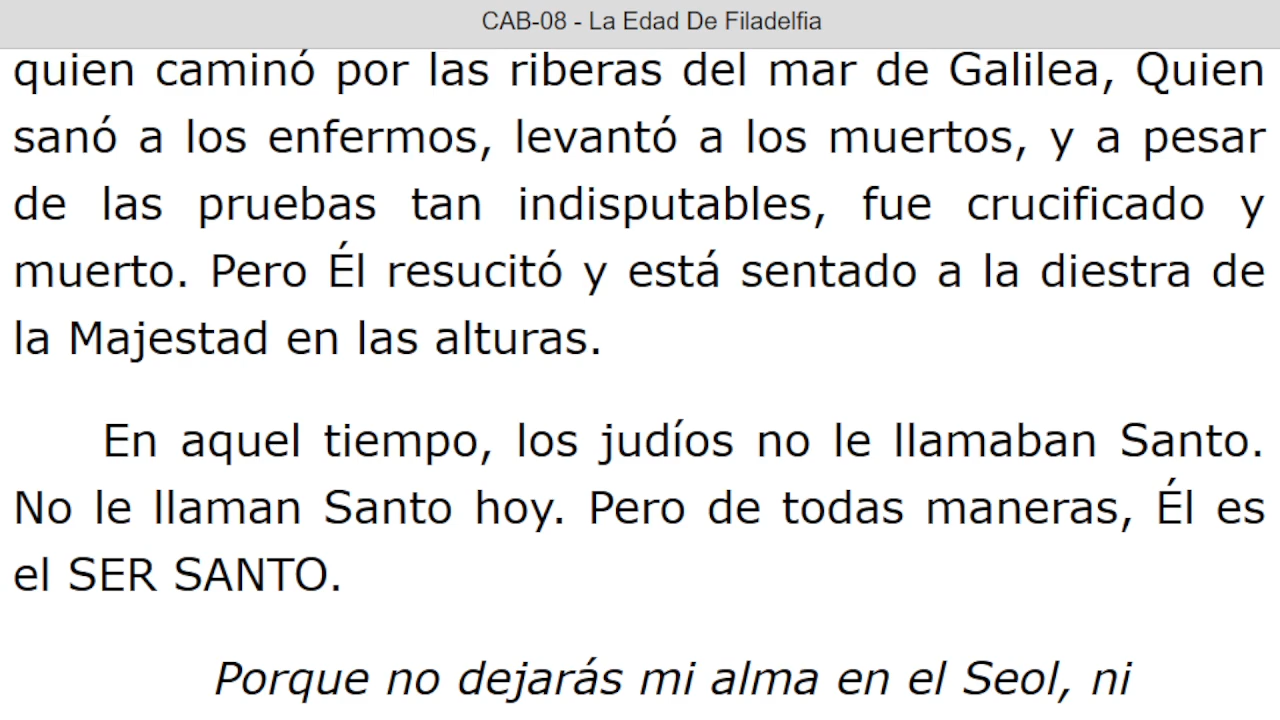 CAB-08 - La Edad De Filadelfia
quien caminó por las riberas del mar de Galilea, Quien
sanó a los enfermos, levantó a los muertos, y a pesar
de las pruebas tan indisputables, fue crucificado y
muerto. Pero Él resucitó y está sentado a la diestra de
la Majestad en las alturas.
En aquel tiempo, los judíos no le llamaban Santo.
No le llaman Santo hoy. Pero de todas maneras, Él es
el SER SANTO.
Porque no dejarás mi alma en el Seol, ni